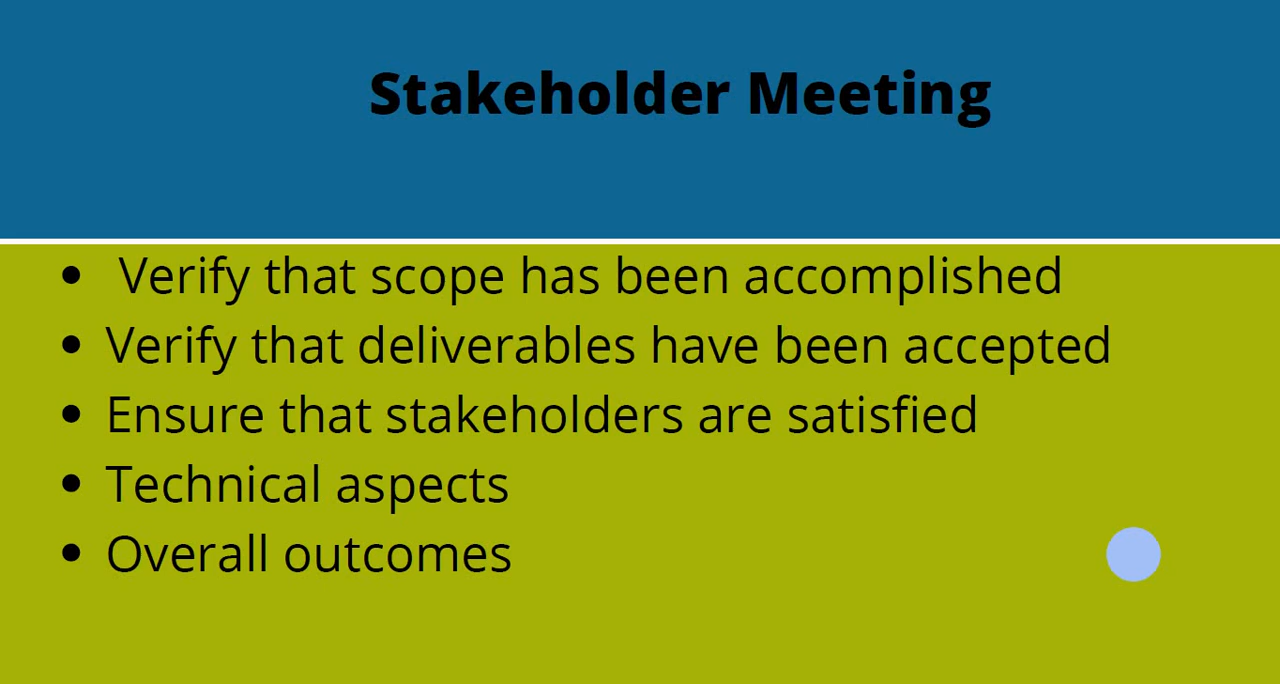 Stakeholder Meeting
• Verify that scope has been accomplished
• Verify that deliverables have been accepted
• Ensure that stakeholders are satisfied
• Technical aspects
• Overall outcomes